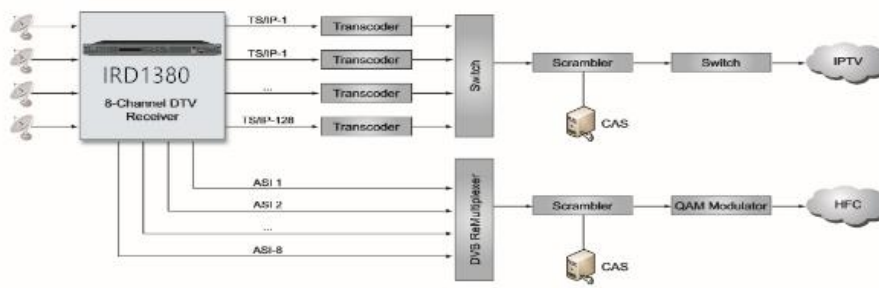 TS/IP-1
Transcoder
TS/IP-1
Transcoder
...
Transcoder
TS/IP-128
Transcoder
IRD1380
8-Channel DTV
Receiver
Switch
Scrambler
Switch
IPTV
CAS
ASI 1
ASI 2
...
ASI-8
DVS ReMultiplexer
Scrambler
QAM Modulator
HFC
CAS